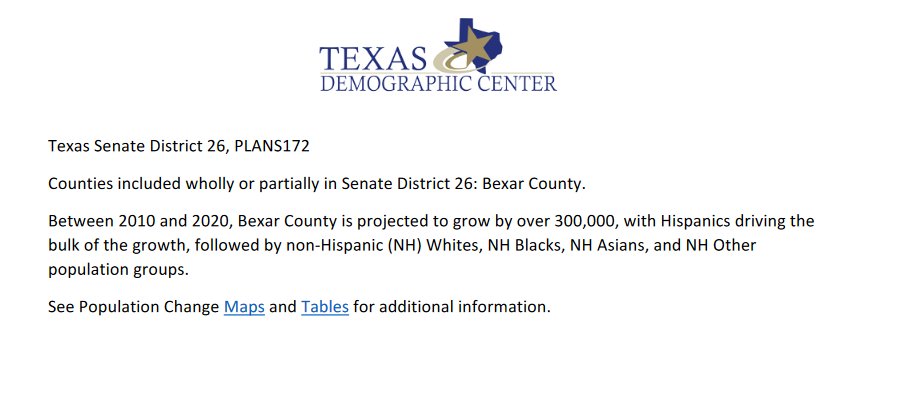 TEXAS
DEMOGRAPHIC CENTER
Texas Senate District 26, PLANS172
Counties included wholly or partially in Senate District 26: Bexar County.
Between 2010 and 2020, Bexar County is projected to grow by over 300,000, with Hispanics driving the
bulk of the growth, followed by non-Hispanic (NH) Whites, NH Blacks, NH Asians, and NH Other
population groups.
See Population Change Maps and Tables for additional information.